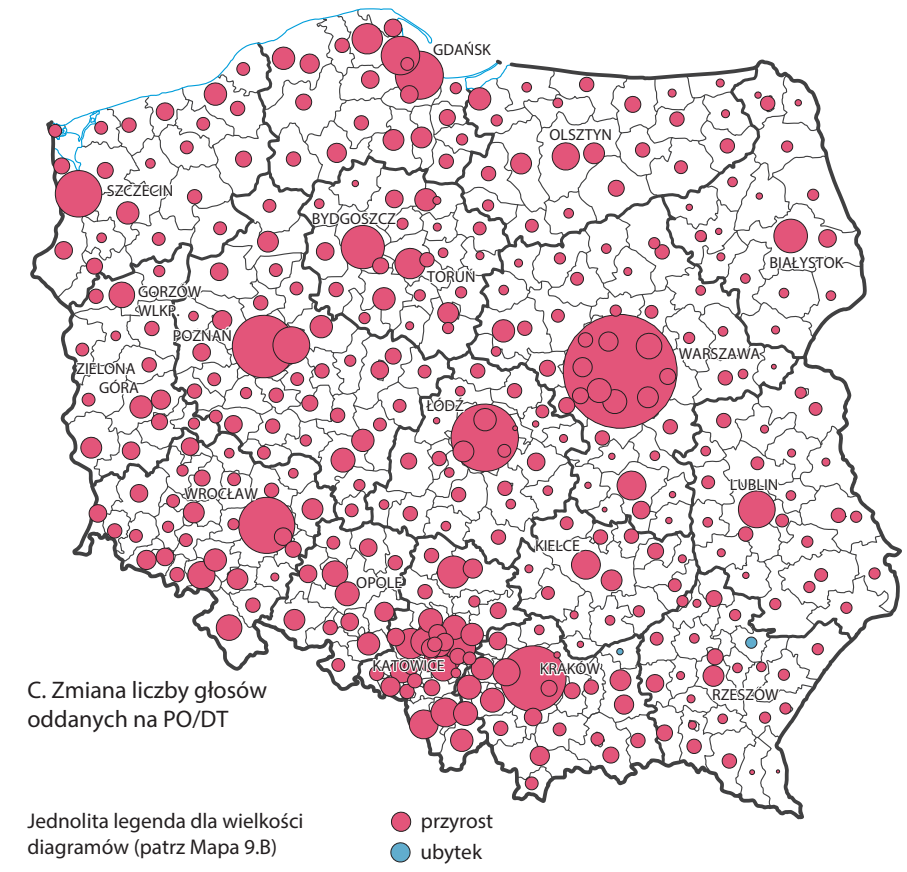 GDAŃSK
OLSZTYN
SZCZECIN
BYDGOSZCZ
BIAŁYSTOK
TORUŃ
GORZÓW
WLKP.
POZNAŃ
WARSZAWA
ZIELONA
GÓRA
ŁÓDŹ
WROCŁAW
LUBLIN
KIELCE
OPOLE
KATOWICE
KRAKÓW
RZESZÓW
C. Zmiana liczby głosów
oddanych na PO/DT
Jednolita legenda dla wielkości
diagramów (patrz Mapa 9.B)
przyrost
ubytek